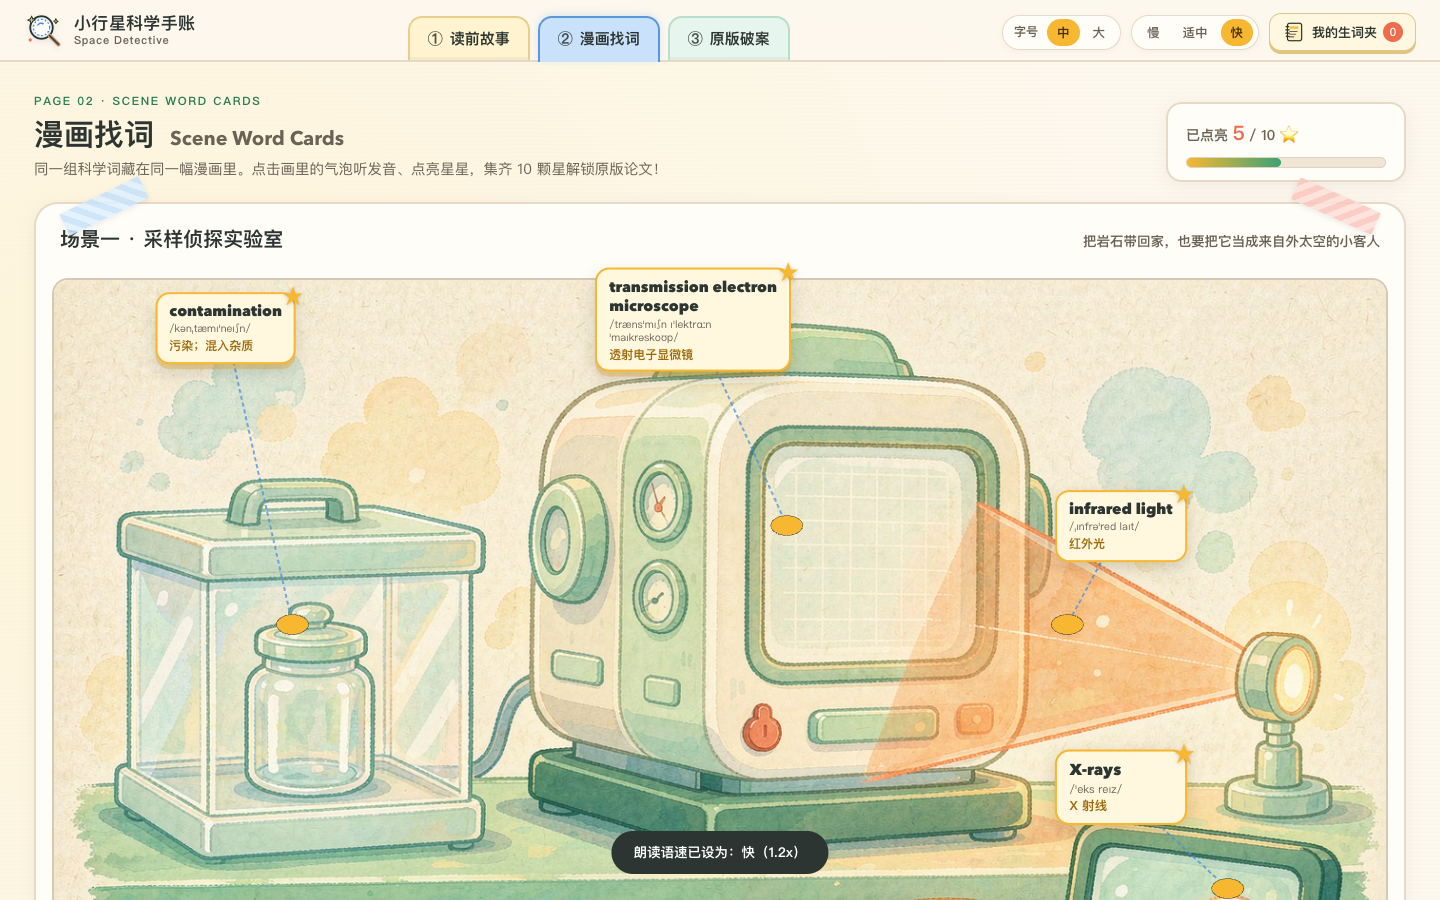 小行星科学手账
Space Detective
① 读前故事
② 漫画找词
③ 原版破案
字号 中 大
慢 适中 快
我的生词夹 0
PAGE 02 · SCENE WORD CARDS
漫画找词 Scene Word Cards
同一组科学词藏在同一幅漫画里。点击画里的气泡听发音、点亮星星，集齐 10 颗星解锁原版论文！
已点亮 5 / 10
场景一 · 采样侦探实验室
把岩石带回家，也要把它当成来自外太空的小客人
contamination
/kənˌtæmɪˈneɪʃn/
污染；混入杂质
transmission electron
microscope
/trænsˈmɪʃn ɪˈlektrɑːn
ˈmaɪkrəskoʊp/
透射电子显微镜
infrared light
/ˌɪnfrəˈred laɪt/
红外光
X-rays
/ˈeks reɪz/
X 射线
朗读语速已设为：快（1.2x）